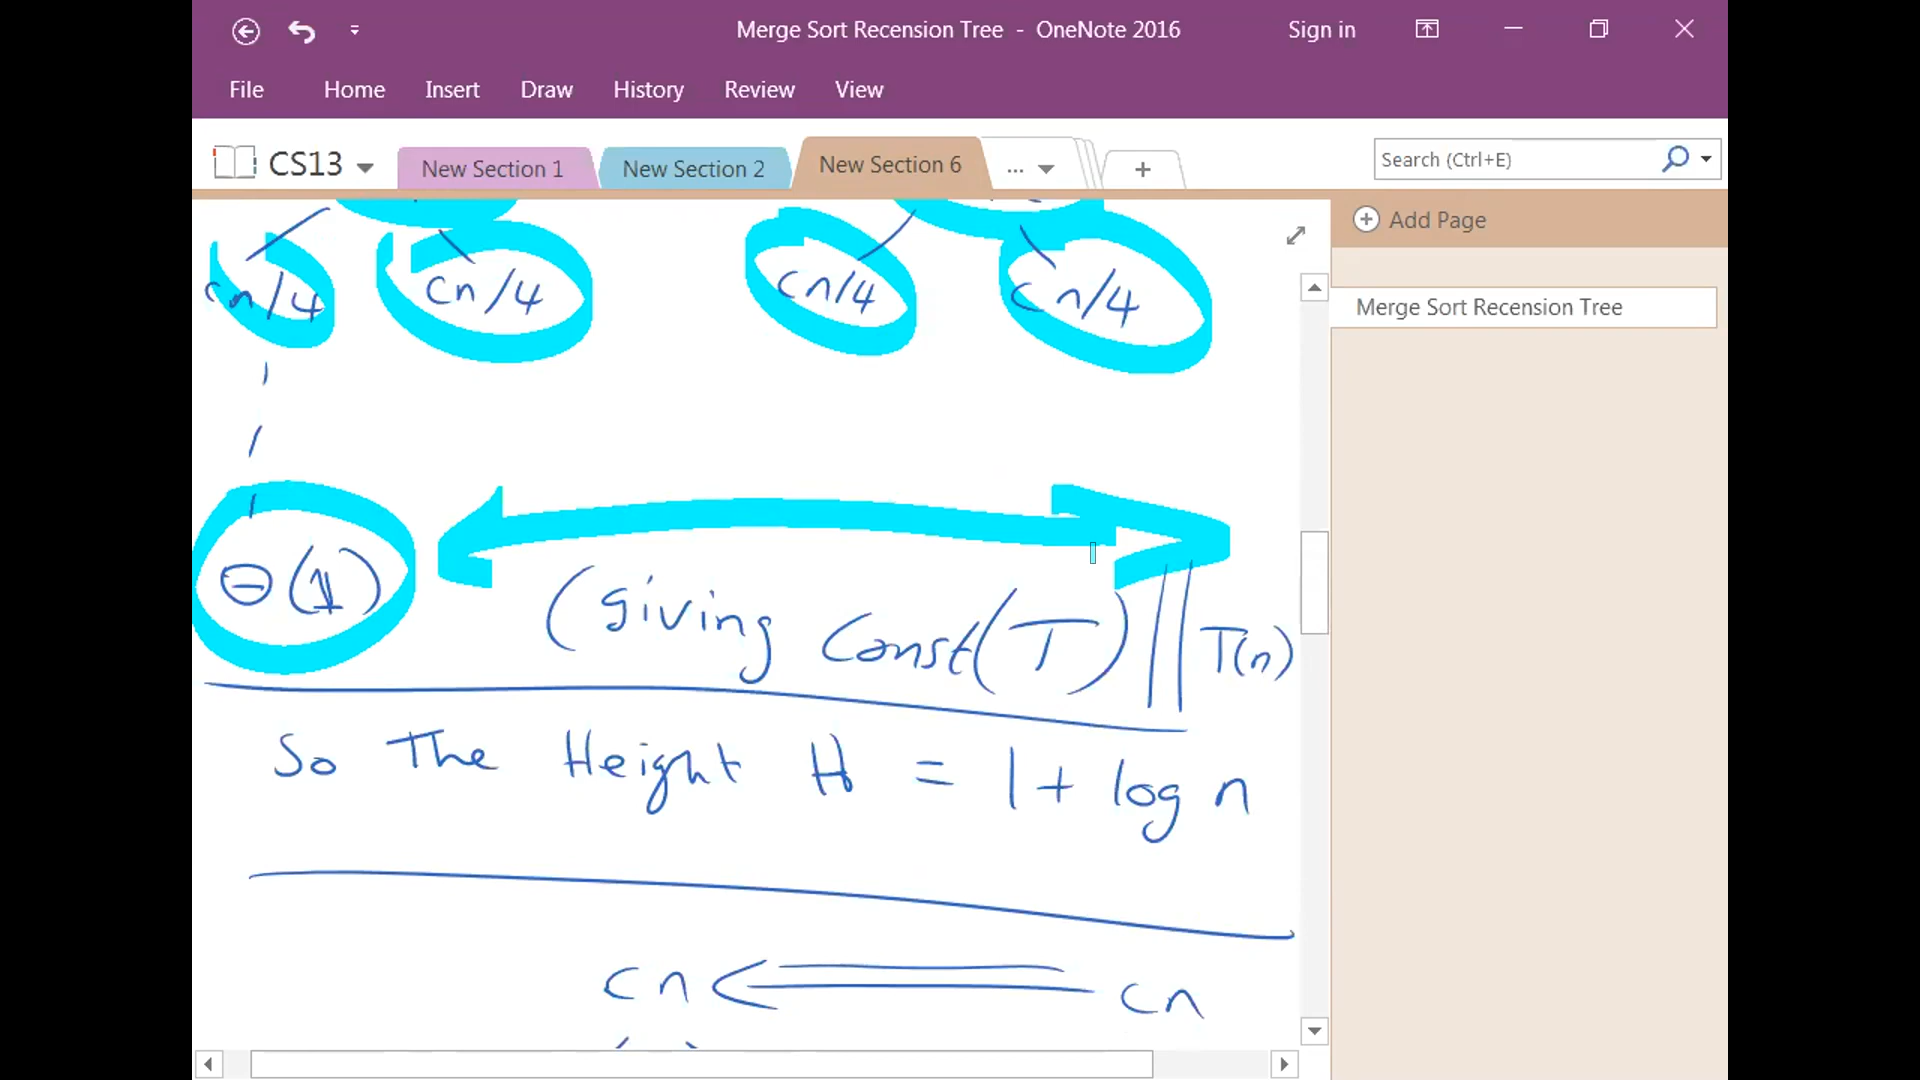 Merge Sort Recension Tree - OneNote 2016
Sign in
File Home Insert Draw History Review View
CS13
New Section 1
New Section 2
New Section 6
...
+
Search (Ctrl+E)
Add Page
Merge Sort Recension Tree
cn/4 cn/4 cn/4 cn/4
Θ(1)
(giving Const(T) || T(n)
So The Height H = 1 + log n
cn cn